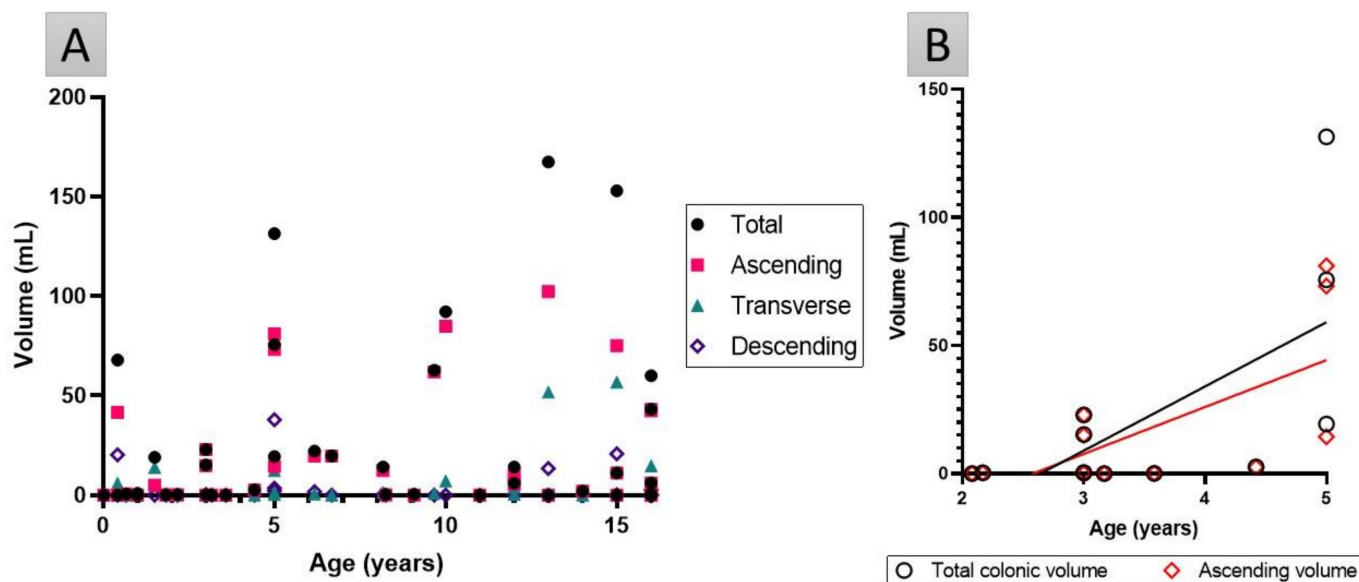 A
B
200
150
100
50
0
Volume (mL)
0
5
10
15
Age (years)
Total
Ascending
Transverse
Descending
150
100
50
0
Volume (mL)
2
3
4
5
Age (years)
Total colonic volume
Ascending volume